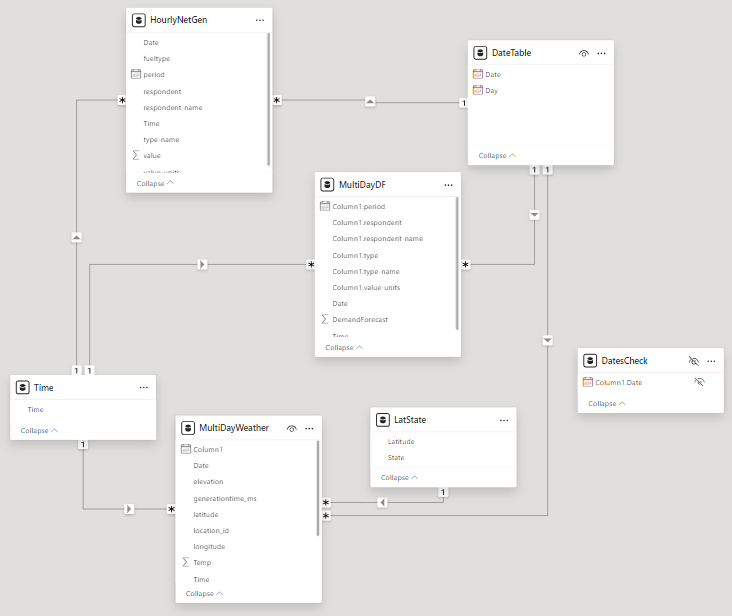 HourlyNetGen
Date
fueltype
period
respondent
respondent-name
Time
type-name
value
value-units
Collapse
DateTable
Date
Day
Collapse
MultiDayDF
Column1.period
Column1.respondent
Column1.respondent-name
Column1.type
Column1.type-name
Column1.value-units
Date
DemandForecast
Time
Collapse
* 1
1 1
*
* *
DatesCheck
Column1.Date
Collapse
1 1
Time
Time
Collapse
1
MultiDayWeather
Column1
Date
elevation
generationtime_ms
latitude
location_id
longitude
Temp
Time
Collapse
LatState
Latitude
State
Collapse
1
*
*
*